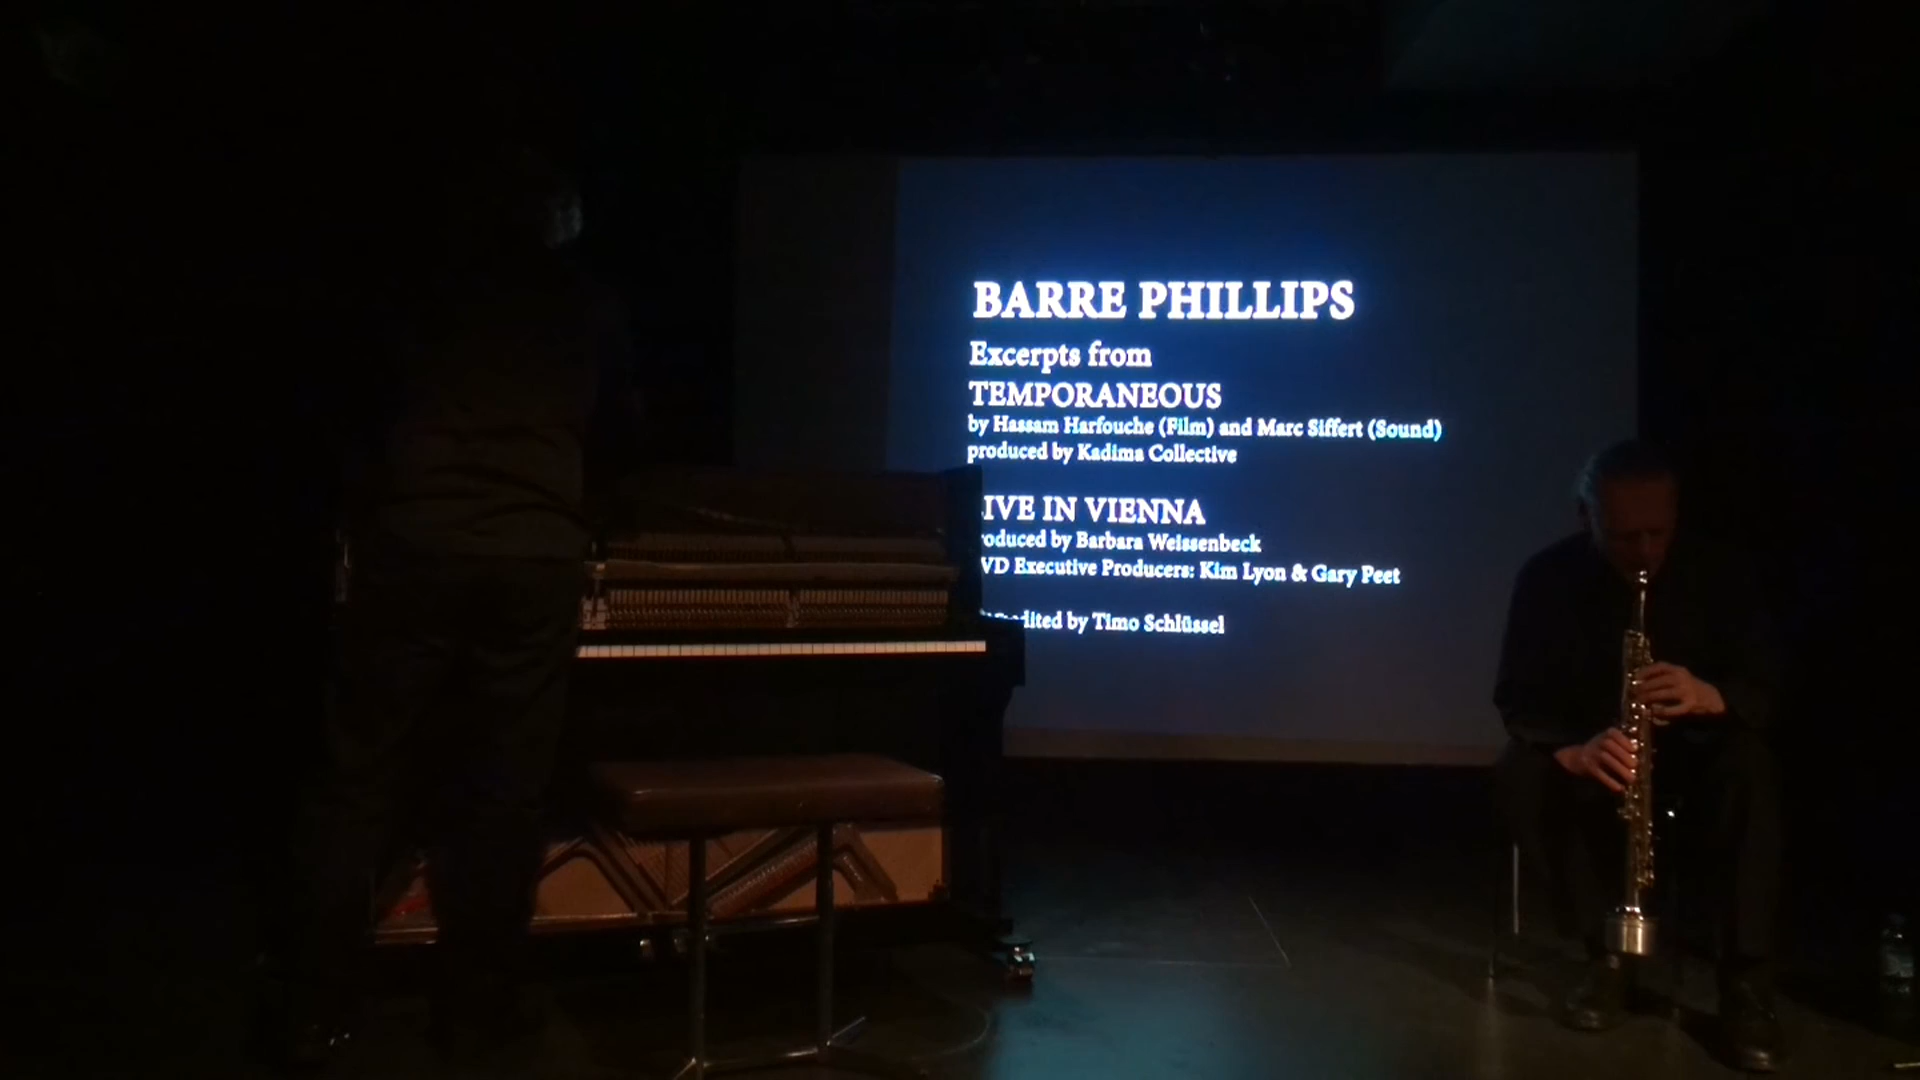 BARRE PHILLIPS
Excerpts from
TEMPORANEOUS
by Hassam Harfouche (Film) and Marc Siffert (Sound)
produced by Kadima Collective
IVE IN VIENNA
roduced by Barbara Weissenbeck
VD Executive Producers: Kim Lyon & Gary Peet
by Timo Schlüssel